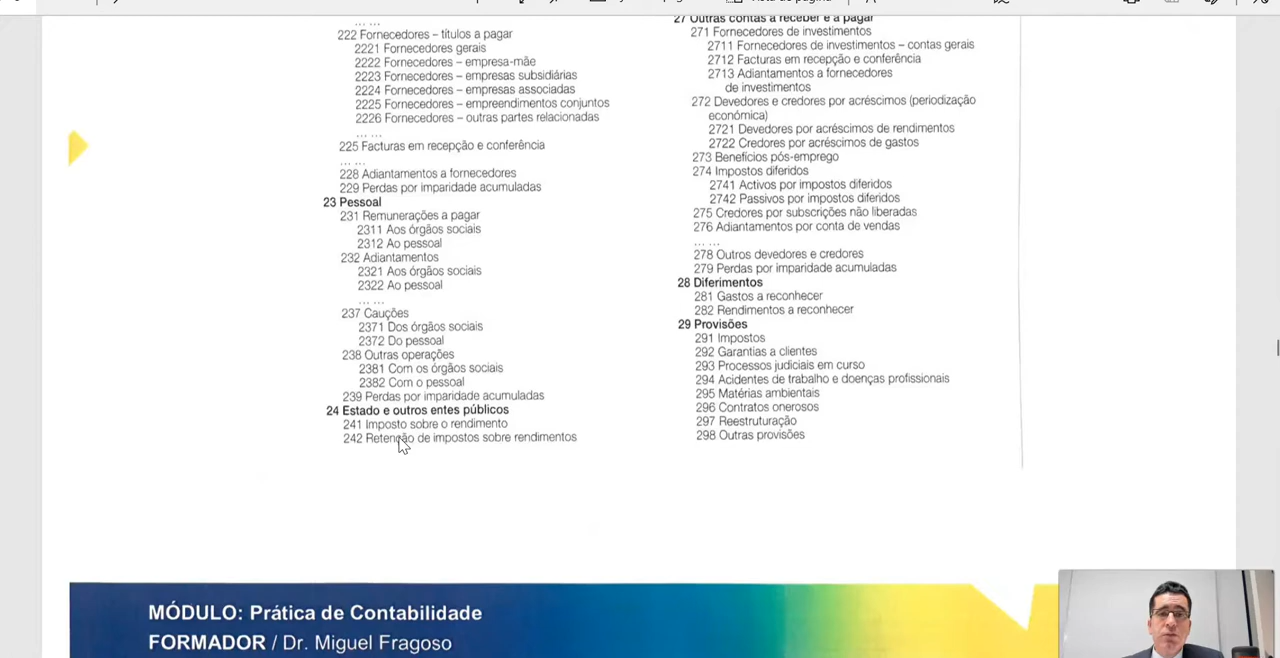 ... ...
222 Fornecedores – títulos a pagar
2221 Fornecedores gerais
2222 Fornecedores – empresa-mãe
2223 Fornecedores – empresas subsidiárias
2224 Fornecedores – empresas associadas
2225 Fornecedores – empreendimentos conjuntos
2226 Fornecedores – outras partes relacionadas
... ...
225 Facturas em recepção e conferência
... ...
228 Adiantamentos a fornecedores
229 Perdas por imparidade acumuladas
23 Pessoal
231 Remunerações a pagar
2311 Aos órgãos sociais
2312 Ao pessoal
232 Adiantamentos
2321 Aos órgãos sociais
2322 Ao pessoal
... ...
237 Cauções
2371 Dos órgãos sociais
2372 Do pessoal
238 Outras operações
2381 Com os órgãos sociais
2382 Com o pessoal
239 Perdas por imparidade acumuladas
24 Estado e outros entes públicos
241 Imposto sobre o rendimento
242 Retenção de impostos sobre rendimentos
27 Outras contas a receber e a pagar
271 Fornecedores de investimentos
2711 Fornecedores de investimentos – contas gerais
2712 Facturas em recepção e conferência
2713 Adiantamentos a fornecedores
de investimentos
272 Devedores e credores por acréscimos (periodização
económica)
2721 Devedores por acréscimos de rendimentos
2722 Credores por acréscimos de gastos
273 Benefícios pós-emprego
274 Impostos diferidos
2741 Activos por impostos diferidos
2742 Passivos por impostos diferidos
275 Credores por subscrições não liberadas
276 Adiantamentos por conta de vendas
... ...
278 Outros devedores e credores
279 Perdas por imparidade acumuladas
28 Diferimentos
281 Gastos a reconhecer
282 Rendimentos a reconhecer
29 Provisões
291 Impostos
292 Garantias a clientes
293 Processos judiciais em curso
294 Acidentes de trabalho e doenças profissionais
295 Matérias ambientais
296 Contratos onerosos
297 Reestruturação
298 Outras provisões
MÓDULO: Prática de Contabilidade
FORMADOR / Dr. Miguel Fragoso